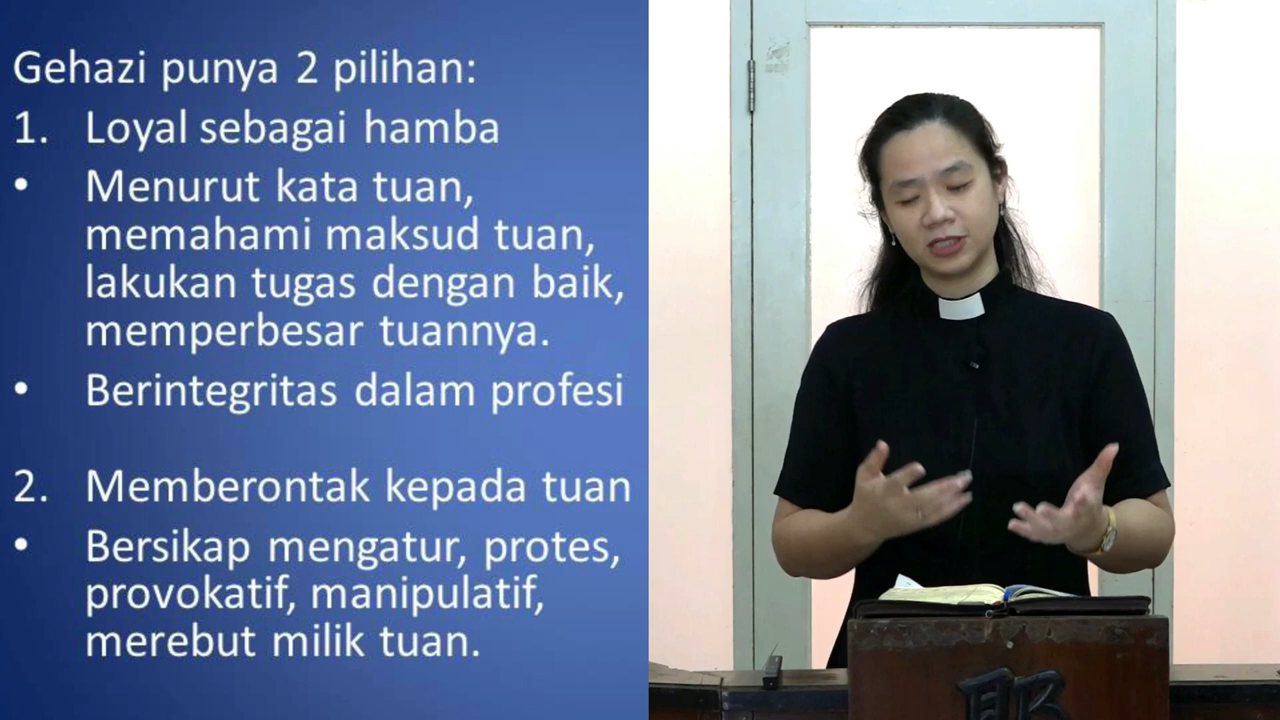 Gehazi punya 2 pilihan:
1. Loyal sebagai hamba
• Menurut kata tuan,
memahami maksud tuan,
lakukan tugas dengan baik,
memperbesar tuannya.
• Berintegritas dalam profesi
2. Memberontak kepada tuan
• Bersikap mengatur, protes,
provokatif, manipulatif,
merebut milik tuan.
耶